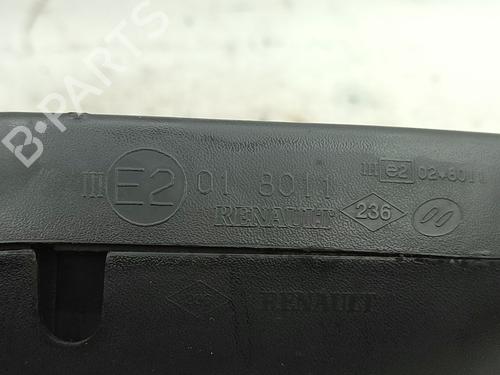 B-PARTS
III E2 01 8011 III e2 02*8011
RENAULT 236
RENAULT